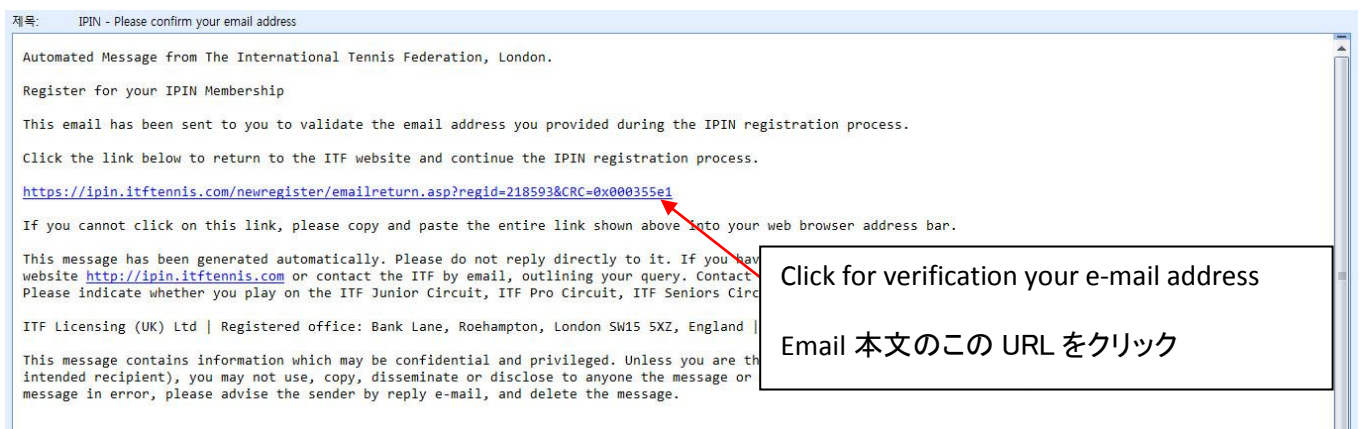 제목: IPIN - Please confirm your email address
Automated Message from The International Tennis Federation, London.
Register for your IPIN Membership
This email has been sent to you to validate the email address you provided during the IPIN registration process.
Click the link below to return to the ITF website and continue the IPIN registration process.
https://ipin.itftennis.com/newregister/emailreturn.asp?regid=218593&CRC=0x000355e1
If you cannot click on this link, please copy and paste the entire link shown above into your web browser address bar.
This message has been generated automatically. Please do not reply directly to it. If you hav
website http://ipin.itftennis.com or contact the ITF by email, outlining your query. Contact
Please indicate whether you play on the ITF Junior Circuit, ITF Pro Circuit, ITF Seniors Circ
ITF Licensing (UK) Ltd | Registered office: Bank Lane, Roehampton, London SW15 5XZ, England |
This message contains information which may be confidential and privileged. Unless you are th
intended recipient), you may not use, copy, disseminate or disclose to anyone the message or
message in error, please advise the sender by reply e-mail, and delete the message.
Click for verification your e-mail address
Email 本文のこの URL をクリック